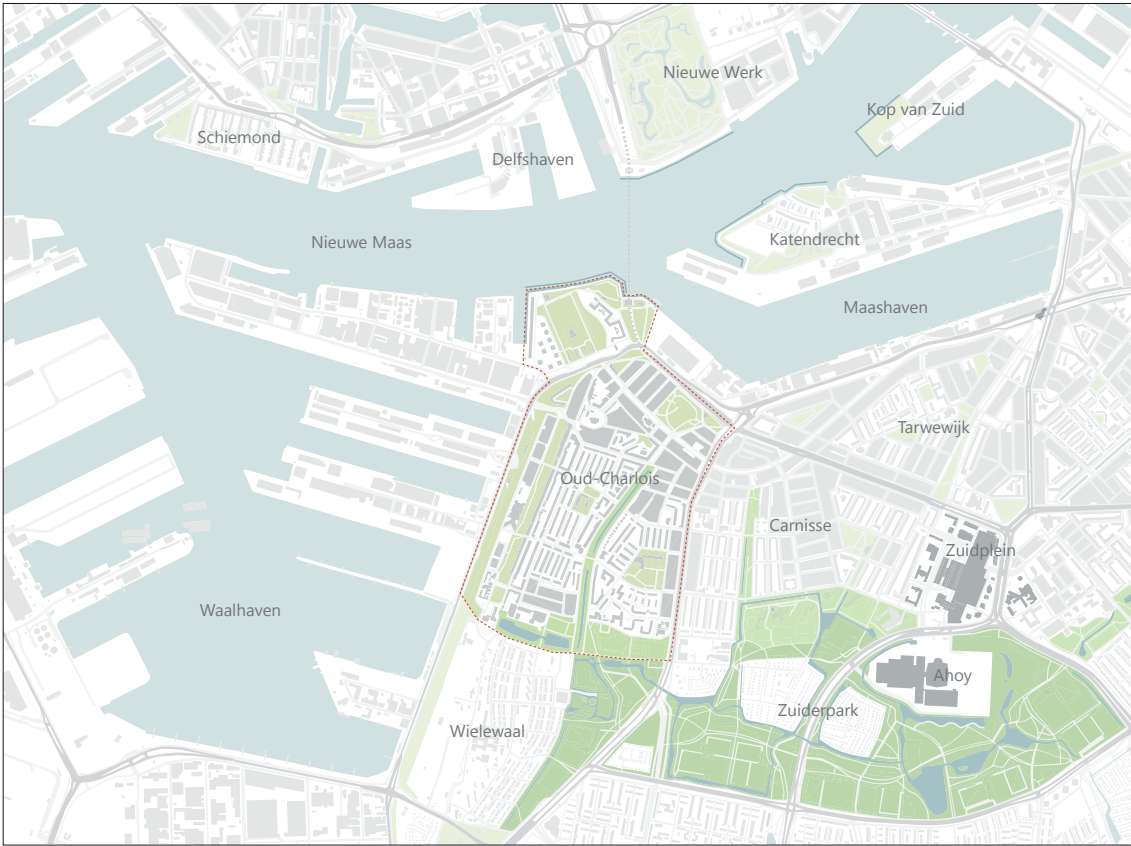 Nieuwe Werk
Kop van Zuid
Schiemond
Delfshaven
Nieuwe Maas
Katendrecht
Maashaven
Tarwewijk
Oud-Charlois
Carnisse
Zuidplein
Waalhaven
Ahoy
Zuiderpark
Wielewaal